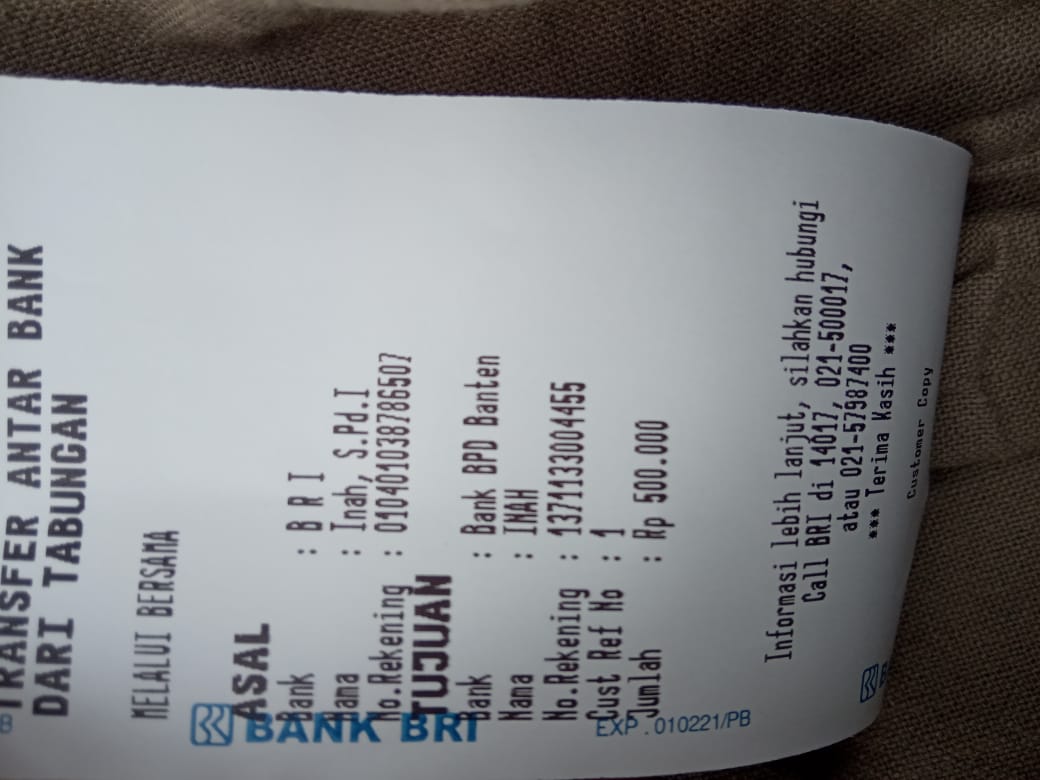 TRANSFER ANTAR BANK
DARI TABUNGAN
MELALUI BERSAMA
ASAL
Bank : B R I
Nama : Inah, S.Pd.I
No.Rekening : 010401038786507
TUJUAN
Bank : Bank BPD Banten
Nama : INAH
No.Rekening : 13711133004455
Cust Ref No : 1
Jumlah : Rp 500.000
Informasi lebih lanjut, silahkan hubungi
Call BRI di 14017, 021-500017,
atau 021-57987400
*** Terima Kasih ***
Customer Copy
BANK BRI
EXP . 010221/PB